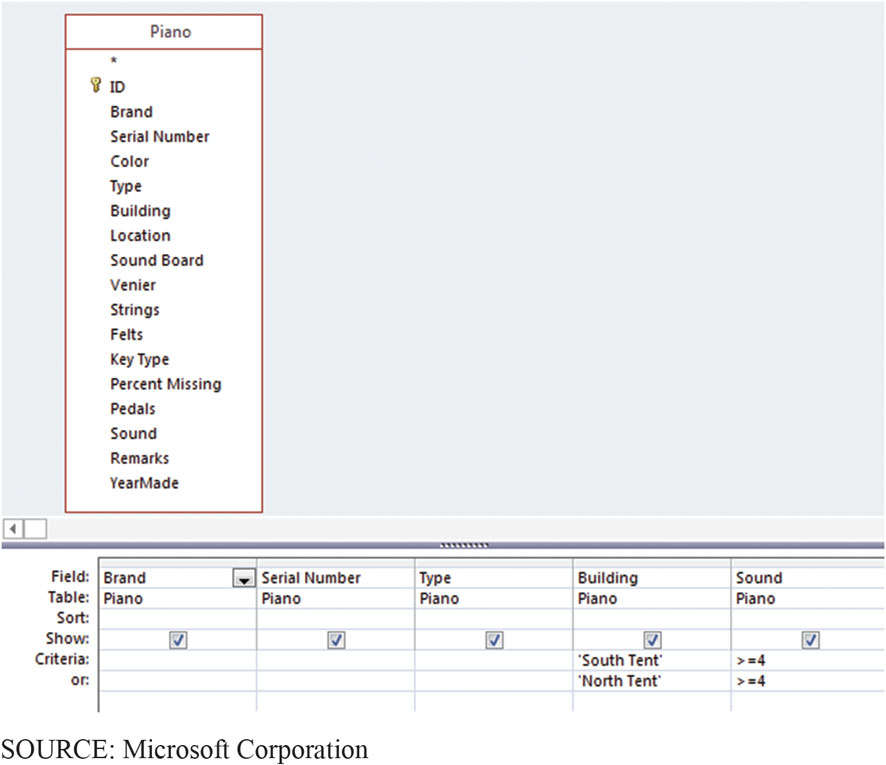 Piano
*
ID
Brand
Serial Number
Color
Type
Building
Location
Sound Board
Venier
Strings
Felts
Key Type
Percent Missing
Pedals
Sound
Remarks
YearMade
Field: Brand Serial Number Type Building Sound
Table: Piano Piano Piano Piano Piano
Sort:
Show:
Criteria: 'South Tent' >=4
or: 'North Tent' >=4
SOURCE: Microsoft Corporation